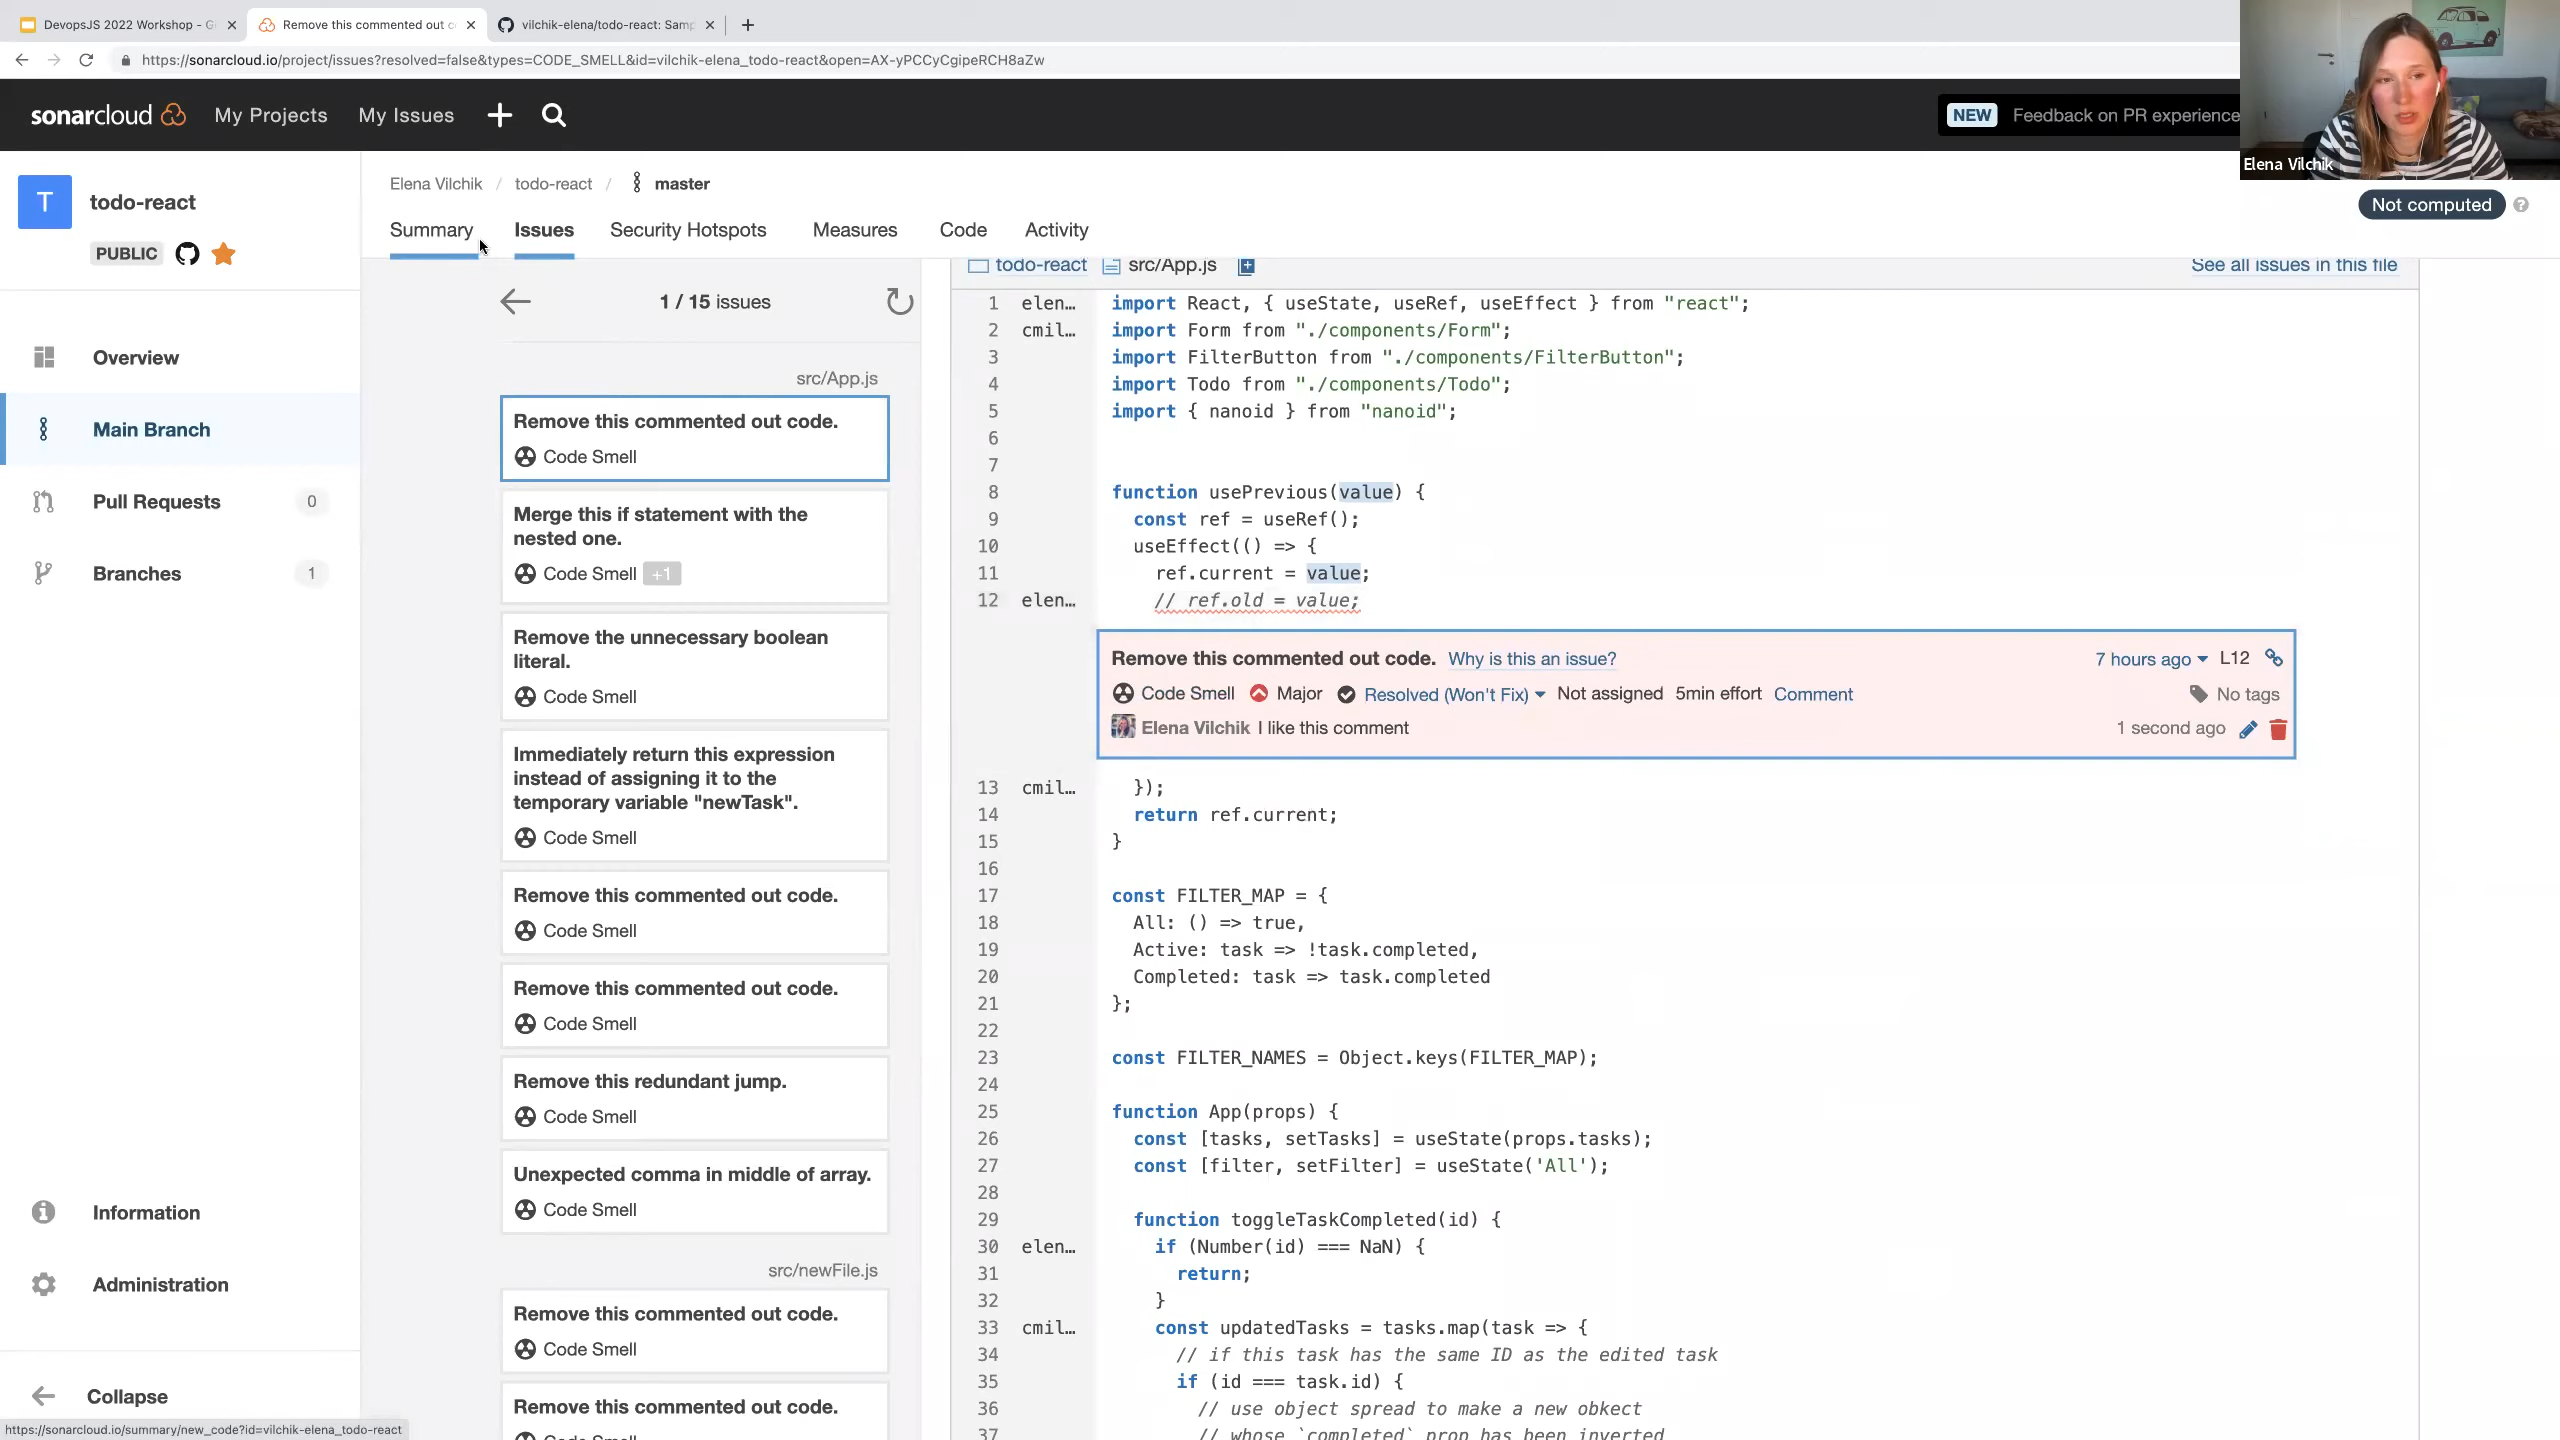 DevopsJS 2022 Workshop - G
Remove this commented out c
vilchik-elena/todo-react: Samp
https://sonarcloud.io/project/issues?resolved=false&types=CODE_SMELL&id=vilchik-elena_todo-react&open=AX-yPCCyCgipeRCH8aZw
sonarcloud My Projects My Issues
NEW Feedback on PR experience
Elena Vilchik
T todo-react
PUBLIC
Overview
Main Branch
Pull Requests 0
Branches 1
Information
Administration
Collapse
https://sonarcloud.io/summary/new_code?id=vilchik-elena_todo-react
Elena Vilchik / todo-react / master
Not computed ?
Summary Issues Security Hotspots Measures Code Activity
1 / 15 issues
src/App.js
Remove this commented out code.
Code Smell
Merge this if statement with the
nested one.
Code Smell +1
Remove the unnecessary boolean
literal.
Code Smell
Immediately return this expression
instead of assigning it to the
temporary variable "newTask".
Code Smell
Remove this commented out code.
Code Smell
Remove this commented out code.
Code Smell
Remove this redundant jump.
Code Smell
Unexpected comma in middle of array.
Code Smell
src/newFile.js
Remove this commented out code.
Code Smell
Remove this commented out code.
Code Smell
todo-react src/App.js See all issues in this file
1 elen… import React, { useState, useRef, useEffect } from "react";
2 cmil… import Form from "./components/Form";
3 import FilterButton from "./components/FilterButton";
4 import Todo from "./components/Todo";
5 import { nanoid } from "nanoid";
6
7
8 function usePrevious(value) {
9 const ref = useRef();
10 useEffect(() => {
11 ref.current = value;
12 elen… // ref.old = value;
Remove this commented out code. Why is this an issue? 7 hours ago L12
Code Smell Major Resolved (Won't Fix) Not assigned 5min effort Comment No tags
Elena Vilchik I like this comment 1 second ago
13 cmil… });
14 return ref.current;
15 }
16
17 const FILTER_MAP = {
18 All: () => true,
19 Active: task => !task.completed,
20 Completed: task => task.completed
21 };
22
23 const FILTER_NAMES = Object.keys(FILTER_MAP);
24
25 function App(props) {
26 const [tasks, setTasks] = useState(props.tasks);
27 const [filter, setFilter] = useState('All');
28
29 function toggleTaskCompleted(id) {
30 elen… if (Number(id) === NaN) {
31 return;
32 }
33 cmil… const updatedTasks = tasks.map(task => {
34 // if this task has the same ID as the edited task
35 if (id === task.id) {
36 // use object spread to make a new obkect
37 // whose `completed` prop has been inverted